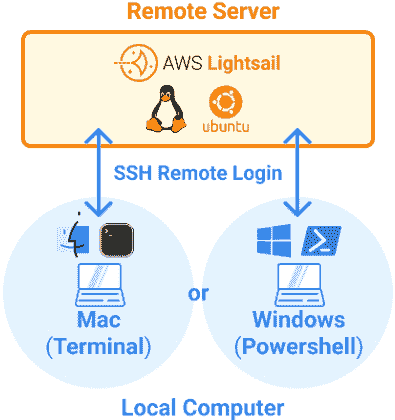 Remote Server
AWS Lightsail
ubuntu
SSH Remote Login
Mac
(Terminal)
or
Windows
(Powershell)
Local Computer